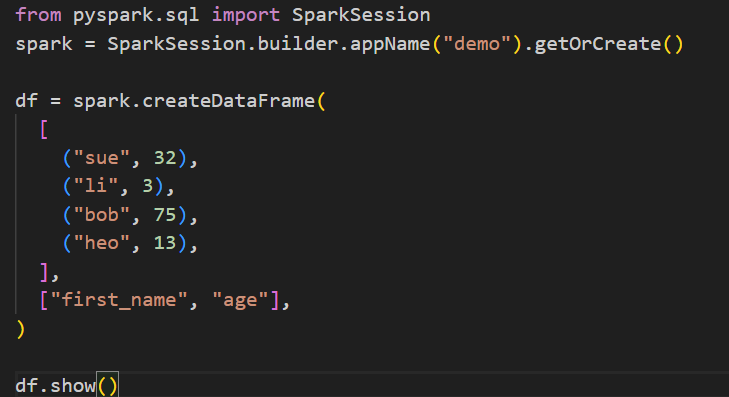 from pyspark.sql import SparkSession
spark = SparkSession.builder.appName("demo").getOrCreate()

df = spark.createDataFrame(
  [
    ("sue", 32),
    ("li", 3),
    ("bob", 75),
    ("heo", 13),
  ],
  ["first_name", "age"],
)

df.show()